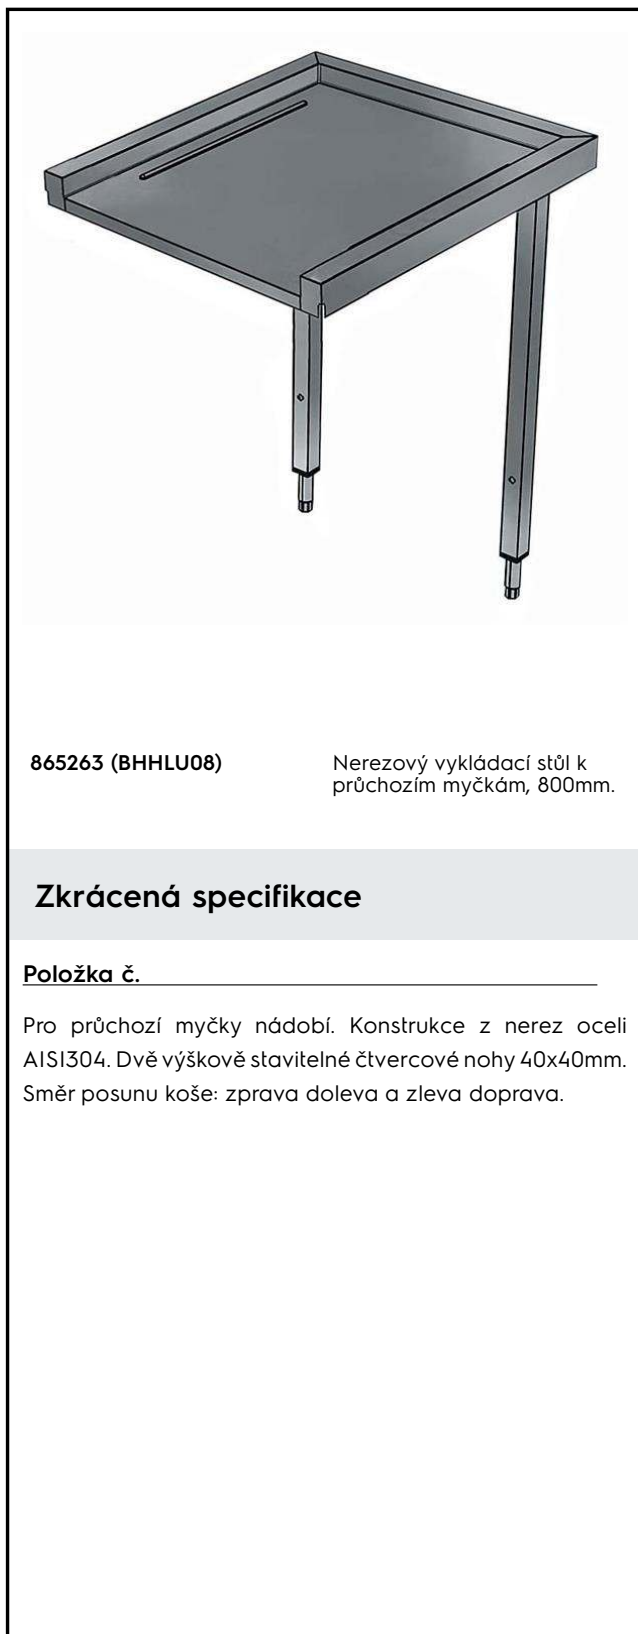 865263 (BHHLU08)
Nerezový vykládací stůl k
průchozím myčkám, 800mm.
Zkrácená specifikace
Položka č.
Pro průchozí myčky nádobí. Konstrukce z nerez oceli
AISI304. Dvě výškově stavitelné čtvercové nohy 40x40mm.
Směr posunu koše: zprava doleva a zleva doprava.